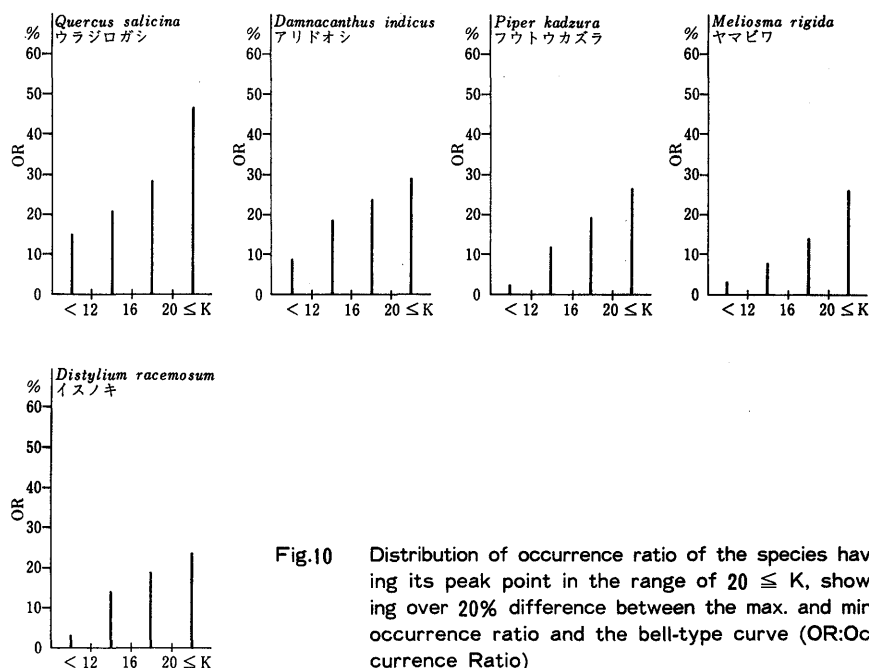 Quercus salicina
ウラジロガシ
%
60
50
40
30
20
10
0
OR
< 12 16 20 ≤ K
Damnacanthus indicus
アリドオシ
%
60
50
40
30
20
10
0
OR
< 12 16 20 ≤ K
Piper kadzura
フウトウカズラ
%
60
50
40
30
20
10
0
OR
< 12 16 20 ≤ K
Meliosma rigida
ヤマビワ
%
60
50
40
30
20
10
0
OR
< 12 16 20 ≤ K
Distylium racemosum
イスノキ
%
60
50
40
30
20
10
0
OR
< 12 16 20 ≤ K
Fig.10 Distribution of occurrence ratio of the species hav-
ing its peak point in the range of 20 ≦ K, show-
ing over 20% difference between the max. and min
occurrence ratio and the bell-type curve (OR:Oc
currence Ratio)